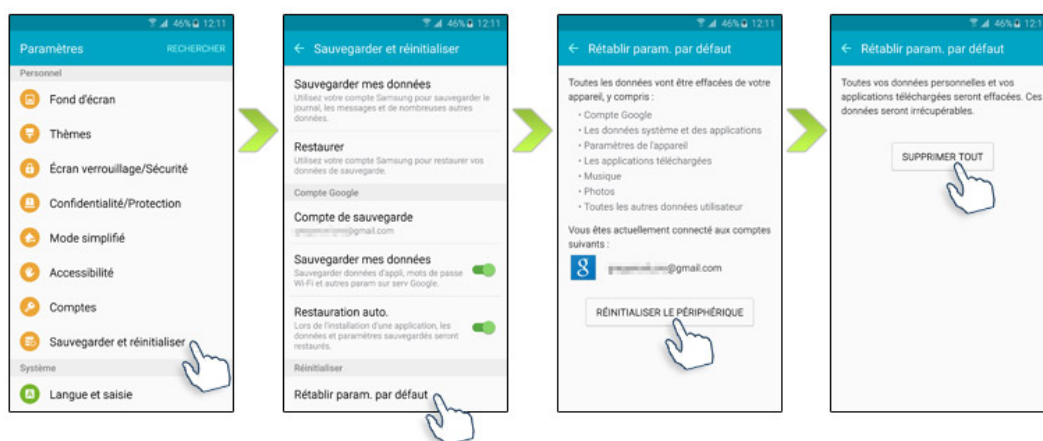 46% 12:11
Paramètres
RECHERCHER
Personnel
Fond d'écran
Thèmes
Écran verrouillage/Sécurité
Confidentialité/Protection
Mode simplifié
Accessibilité
Comptes
Sauvegarder et réinitialiser
Système
Langue et saisie
46% 12:11
Sauvegarder et réinitialiser
Sauvegarder mes données
Utilisez votre compte Samsung pour sauvegarder le
journal, les messages et de nombreuses autres
données.
Restaurer
Utilisez votre compte Samsung pour restaurer vos
données de sauvegarde.
Compte Google
Compte de sauvegarde
@gmail.com
Sauvegarder mes données
Sauvegarder données d'appli, mots de passe
Wi-Fi et autres param sur serv Google.
Restauration auto.
Lors de l'installation d'une application, les
données et paramètres sauvegardés seront
restaurés.
Réinitialiser
Rétablir param. par défaut
46% 12:11
Rétablir param. par défaut
Toutes les données vont être effacées de votre
appareil, y compris :
• Compte Google
• Les données système et des applications
• Paramètres de l'appareil
• Les applications téléchargées
• Musique
• Photos
• Toutes les autres données utilisateur
Vous êtes actuellement connecté aux comptes
suivants :
8 @gmail.com
RÉINITIALISER LE PÉRIPHÉRIQUE
46% 12:1
Rétablir param. par défaut
Toutes vos données personnelles et vos
applications téléchargées seront effacées. Ces
données seront irrécupérables.
SUPPRIMER TOUT